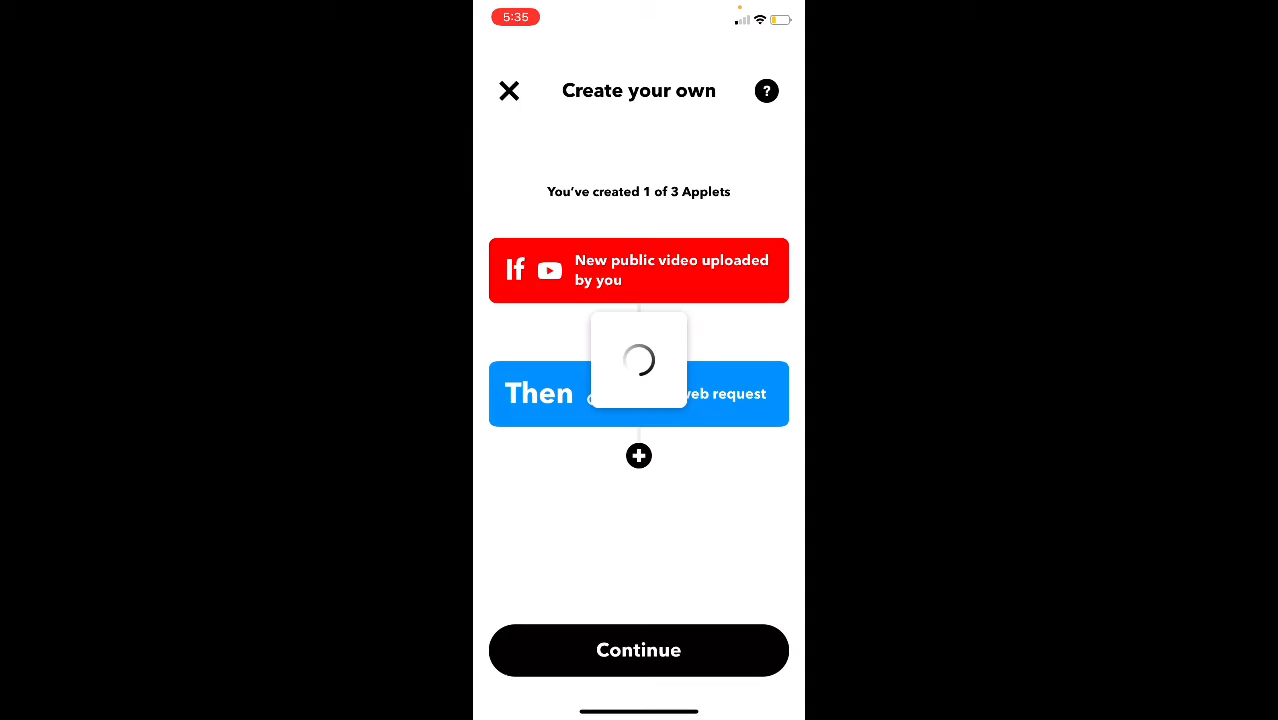 5:35
Create your own
?
You've created 1 of 3 Applets
If
New public video uploaded
by you
Then
web request
Continue